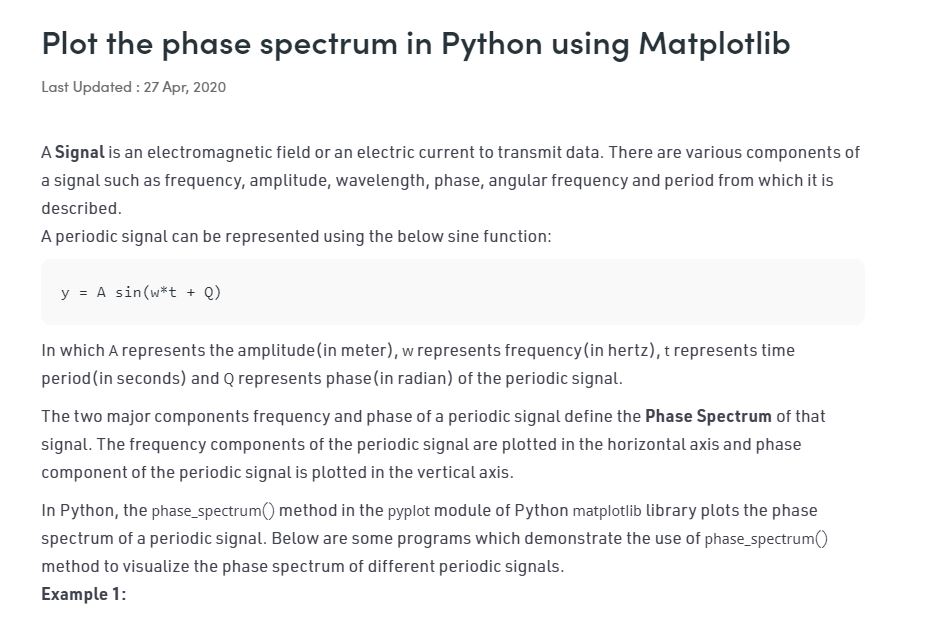 Plot the phase spectrum in Python using Matplotlib
Last Updated : 27 Apr, 2020
A Signal is an electromagnetic field or an electric current to transmit data. There are various components of
a signal such as frequency, amplitude, wavelength, phase, angular frequency and period from which it is
described.
A periodic signal can be represented using the below sine function:
y = A sin(w*t + Q)
In which A represents the amplitude(in meter), w represents frequency(in hertz), t represents time
period(in seconds) and Q represents phase(in radian) of the periodic signal.
The two major components frequency and phase of a periodic signal define the Phase Spectrum of that
signal. The frequency components of the periodic signal are plotted in the horizontal axis and phase
component of the periodic signal is plotted in the vertical axis.
In Python, the phase_spectrum() method in the pyplot module of Python matplotlib library plots the phase
spectrum of a periodic signal. Below are some programs which demonstrate the use of phase_spectrum()
method to visualize the phase spectrum of different periodic signals.
Example 1: